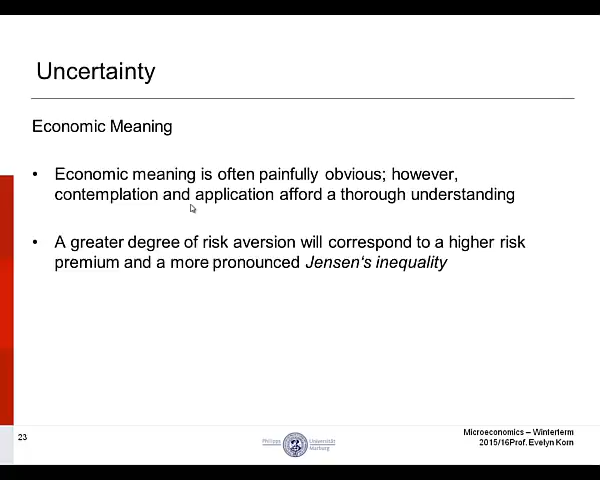 Uncertainty
Economic Meaning
• Economic meaning is often painfully obvious; however,
contemplation and application afford a thorough understanding
• A greater degree of risk aversion will correspond to a higher risk
premium and a more pronounced Jensen‘s inequality
23
Philipps Universität
Marburg
Microeconomics – Winterterm
2015/16Prof. Evelyn Korn